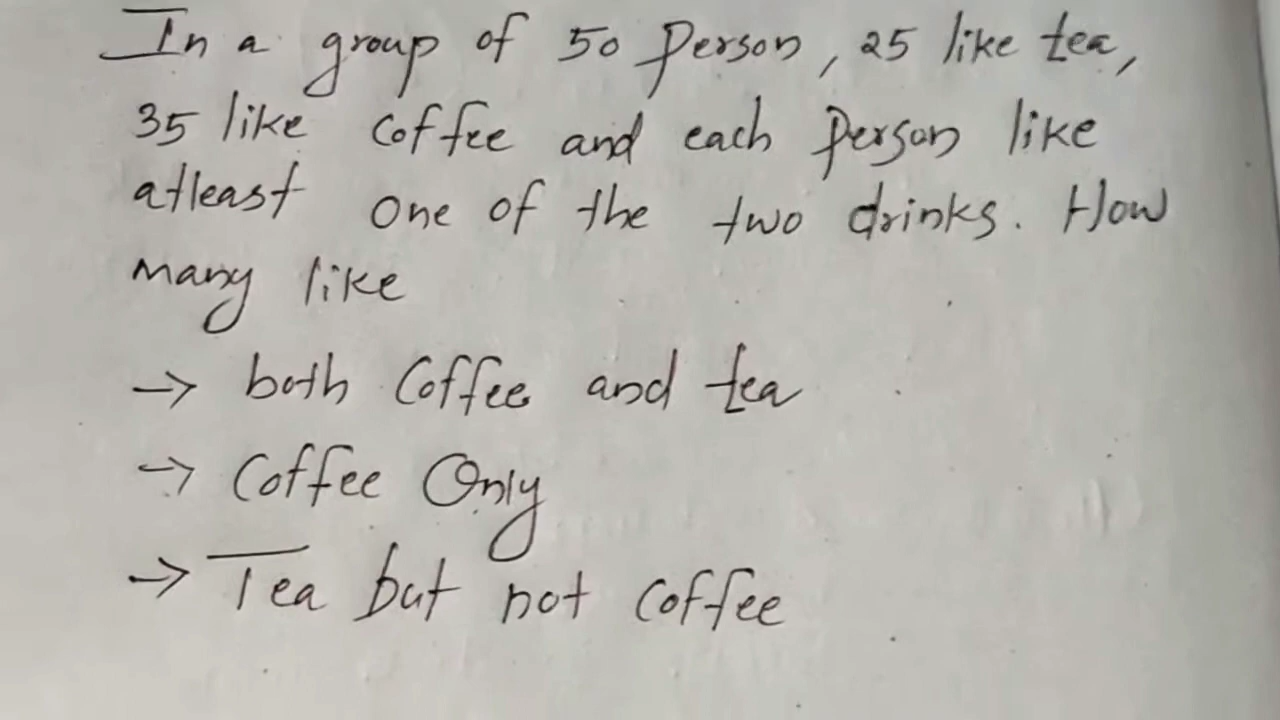 In a group of 50 Person, 25 like tea,
35 like coffee and each Person like
atleast one of the two drinks. How
many like
→ both Coffee and tea
→ Coffee Only
→ Tea but not coffee